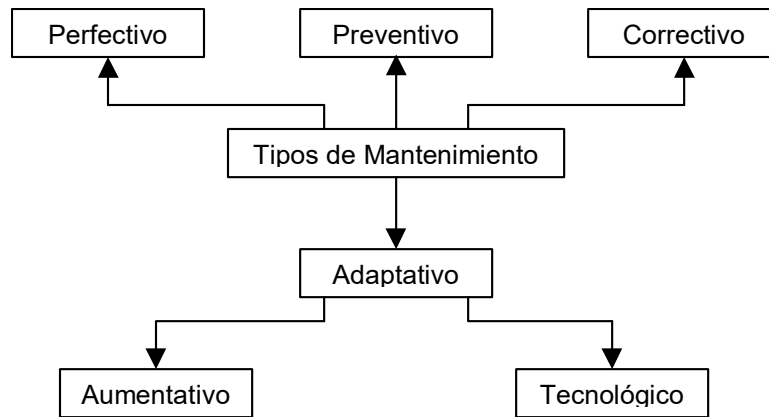 Perfectivo
Preventivo
Correctivo
Tipos de Mantenimiento
Adaptativo
Aumentativo
Tecnológico